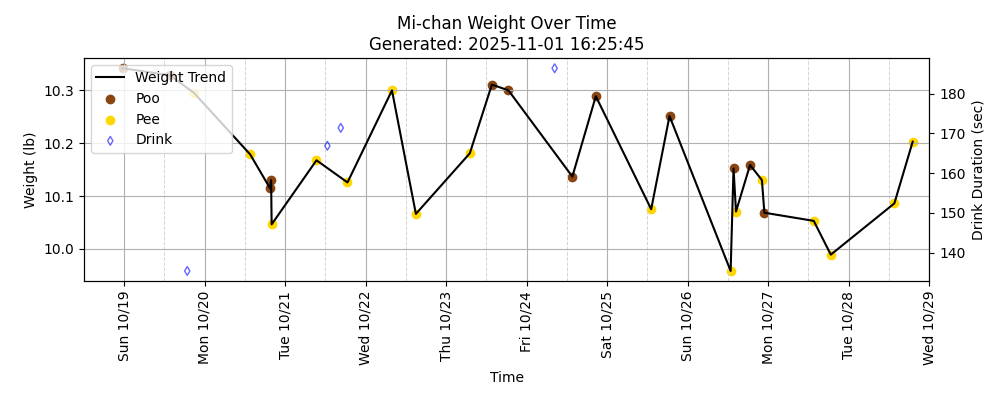 Mi-chan Weight Over Time
Generated: 2025-11-01 16:25:45
Weight Trend
Poo
Pee
Drink
Weight (lb)
10.3
10.2
10.1
10.0
180
170
160
150
140
Drink Duration (sec)
Sun 10/19
Mon 10/20
Tue 10/21
Wed 10/22
Thu 10/23
Fri 10/24
Sat 10/25
Sun 10/26
Mon 10/27
Tue 10/28
Wed 10/29
Time